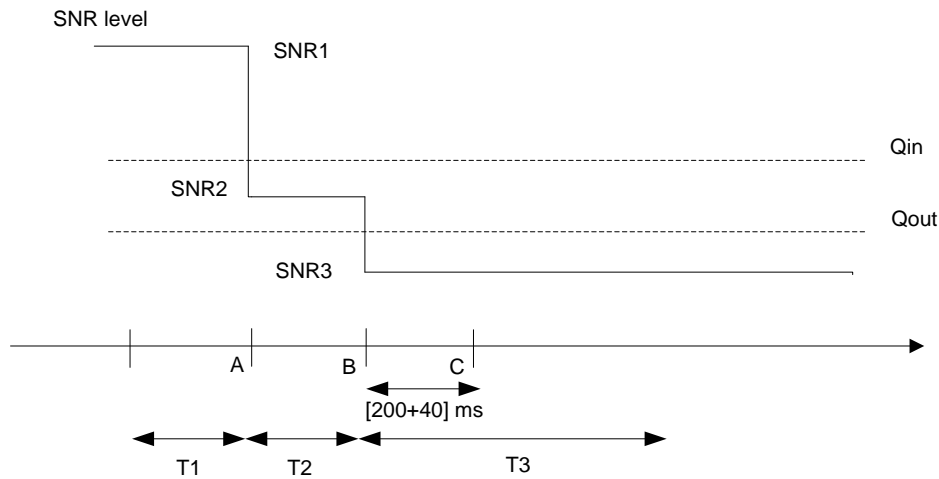 SNR level
SNR1
Qin
SNR2
Qout
SNR3
A
B
C
[200+40] ms
T1
T2
T3